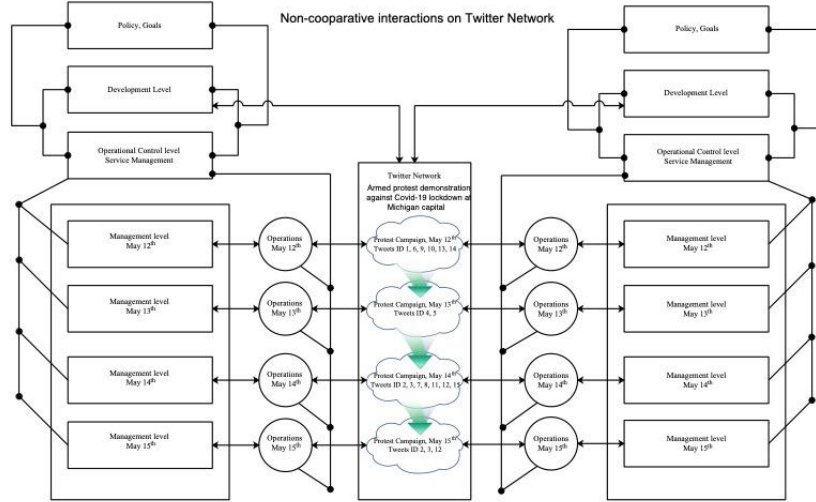 Non-cooparative interactions on Twitter Network
Policy, Goals
Development Level
Operational Control level
Service Management
Management level
May 12th
Management level
May 13th
Management level
May 14th
Management level
May 15th
Operations
May 12th
Operations
May 13th
Operations
May 14th
Operations
May 15th
Twitter Network
Armed protest demonstration
against Covid-19 lockdown at
Michigan capital
Protest Campaign, May 12th
Tweets ID 1, 6, 9, 10, 13, 14
Protest Campaign, May 13th
Tweets ID 4, 5
Protest Campaign, May 14th
Tweets ID 2, 3, 7, 8, 11, 12, 15
Protest Campaign, May 15th
Tweets ID 2, 3, 12
Policy, Goals
Development Level
Operational Control level
Service Management
Operations
May 12th
Operations
May 13th
Operations
May 14th
Operations
May 15th
Management level
May 12th
Management level
May 13th
Management level
May 14th
Management level
May 15th